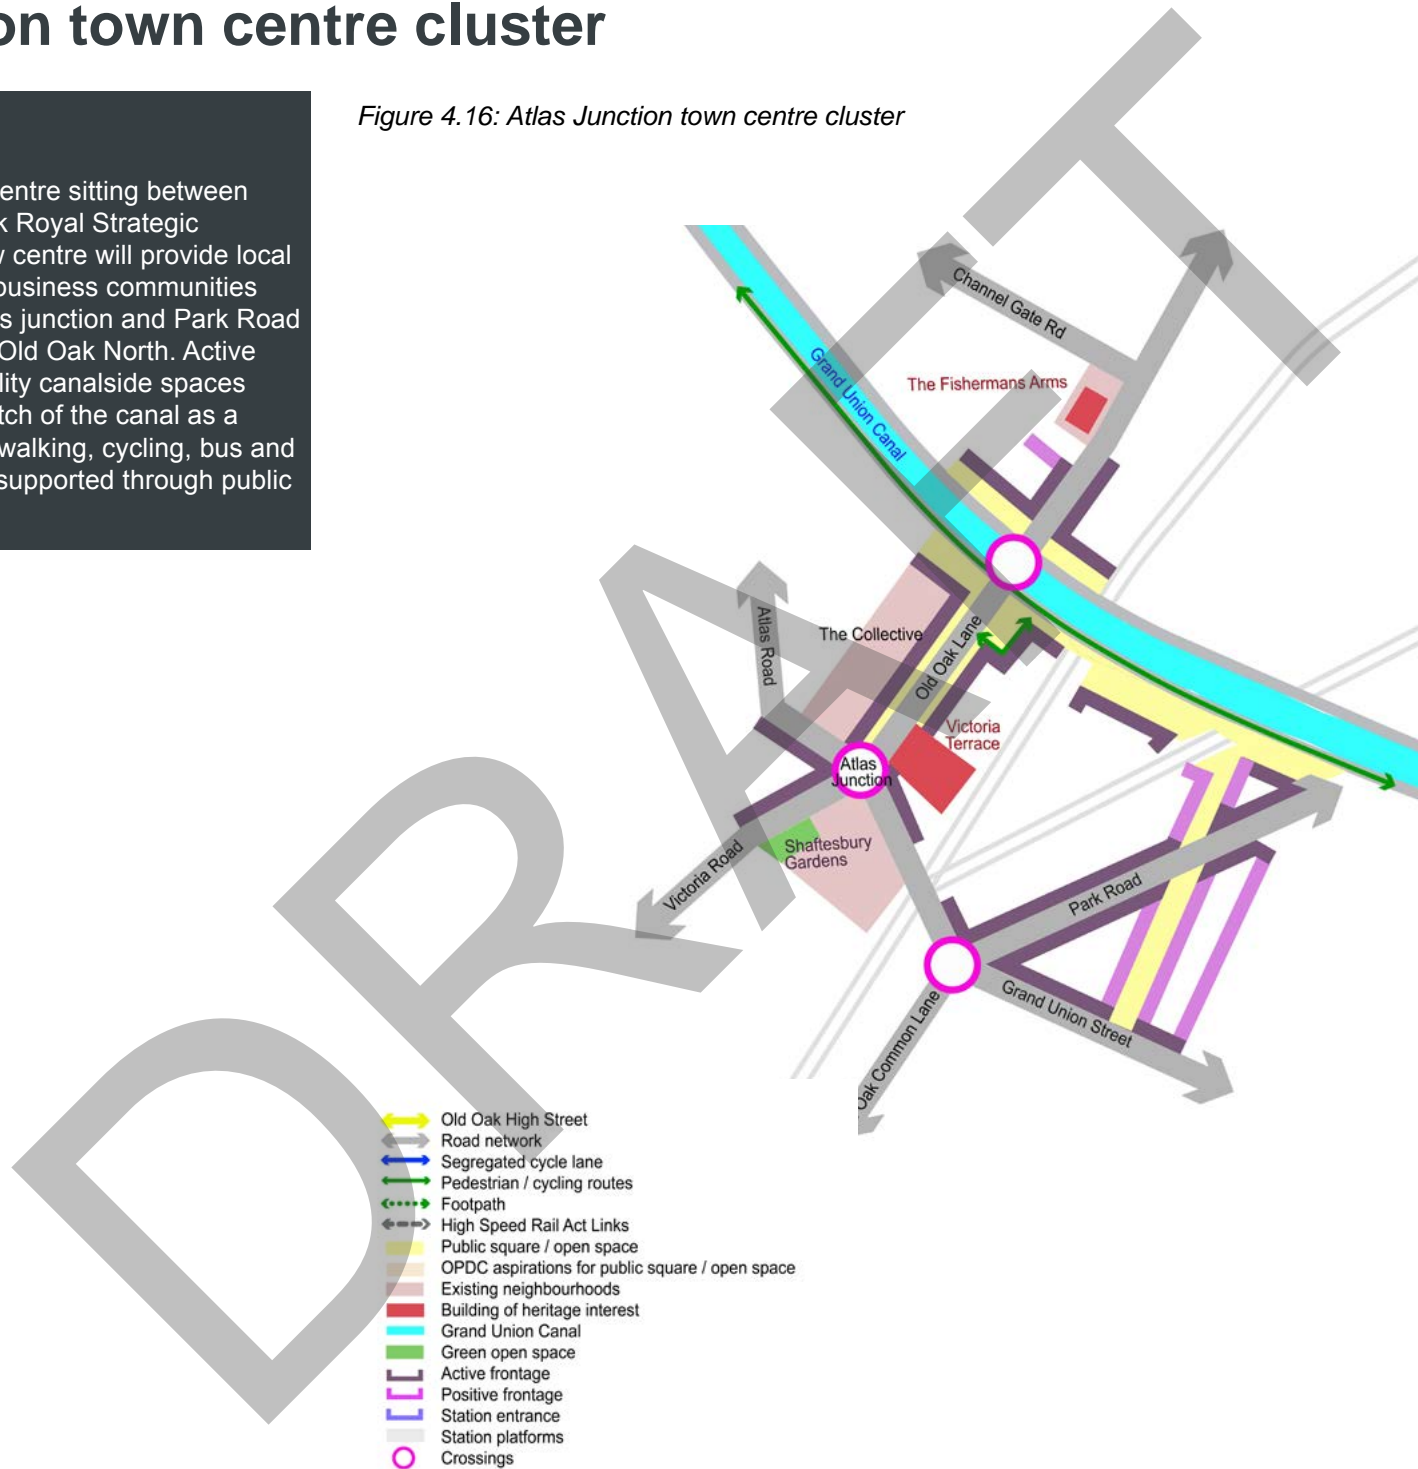 on town centre cluster
entre sitting between
k Royal Strategic
centre will provide local
business communities
s junction and Park Road
Old Oak North. Active
lity canalside spaces
tch of the canal as a
walking, cycling, bus and
supported through public
Figure 4.16: Atlas Junction town centre cluster
Channel Gate Rd
Grand Union Canal
The Fishermans Arms
Atlas Road
The Collective
Old Oak Lane
Victoria
Terrace
Atlas
Junction
Shaftesbury
Gardens
Victoria Road
Park Road
Grand Union Street
Oak Common Lane
Old Oak High Street
Road network
Segregated cycle lane
Pedestrian / cycling routes
Footpath
High Speed Rail Act Links
Public square / open space
OPDC aspirations for public square / open space
Existing neighbourhoods
Building of heritage interest
Grand Union Canal
Green open space
Active frontage
Positive frontage
Station entrance
Station platforms
Crossings
DRAFT